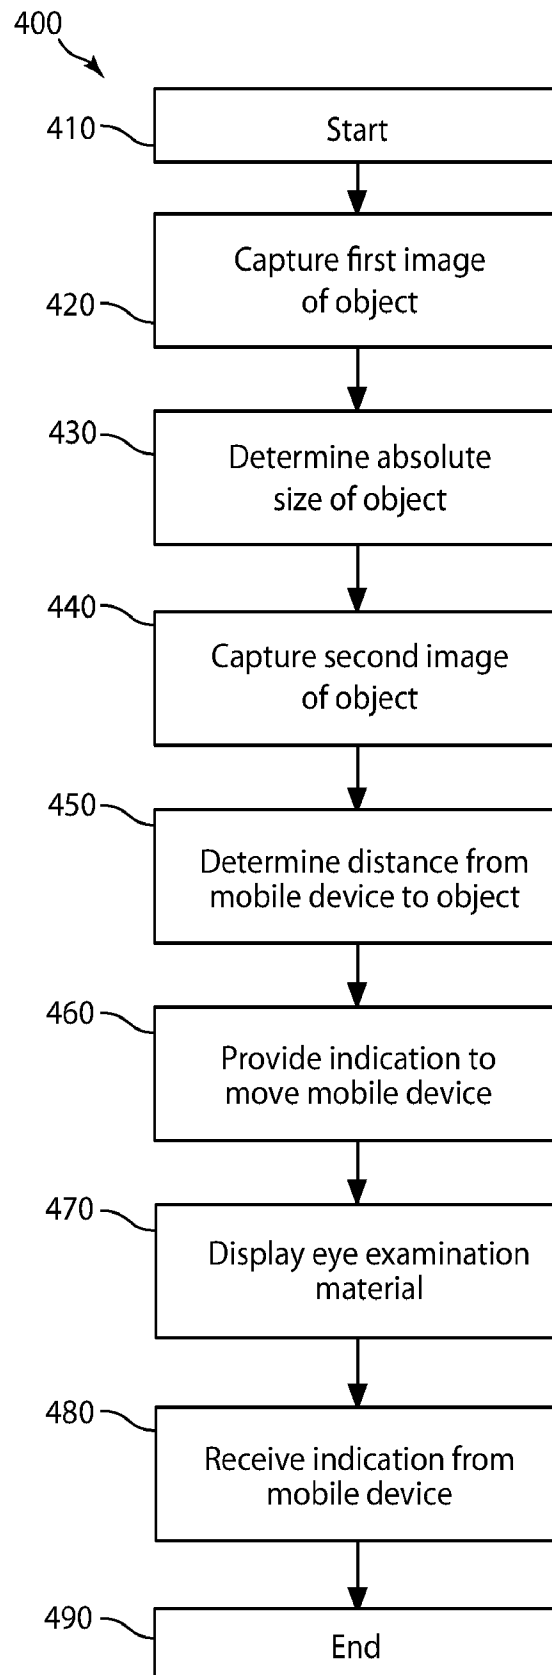 400
410
Start
Capture first image
of object
420
430
Determine absolute
size of object
440
Capture second image
of object
450
Determine distance from
mobile device to object
460
Provide indication to
move mobile device
470
Display eye examination
material
480
Receive indication from
mobile device
490
End